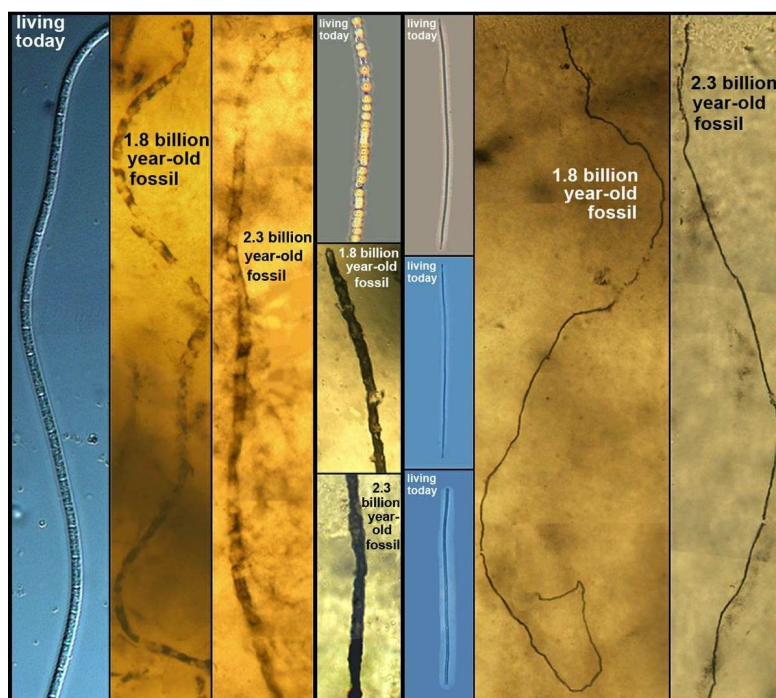 living
today
1.8 billion
year-old
fossil
2.3 billion
year-old
fossil
living
today
1.8 billion
year-old
fossil
2.3
billion
year-
old
fossil
living
today
living
today
living
today
1.8 billion
year-old
fossil
2.3 billion
year-old
fossil